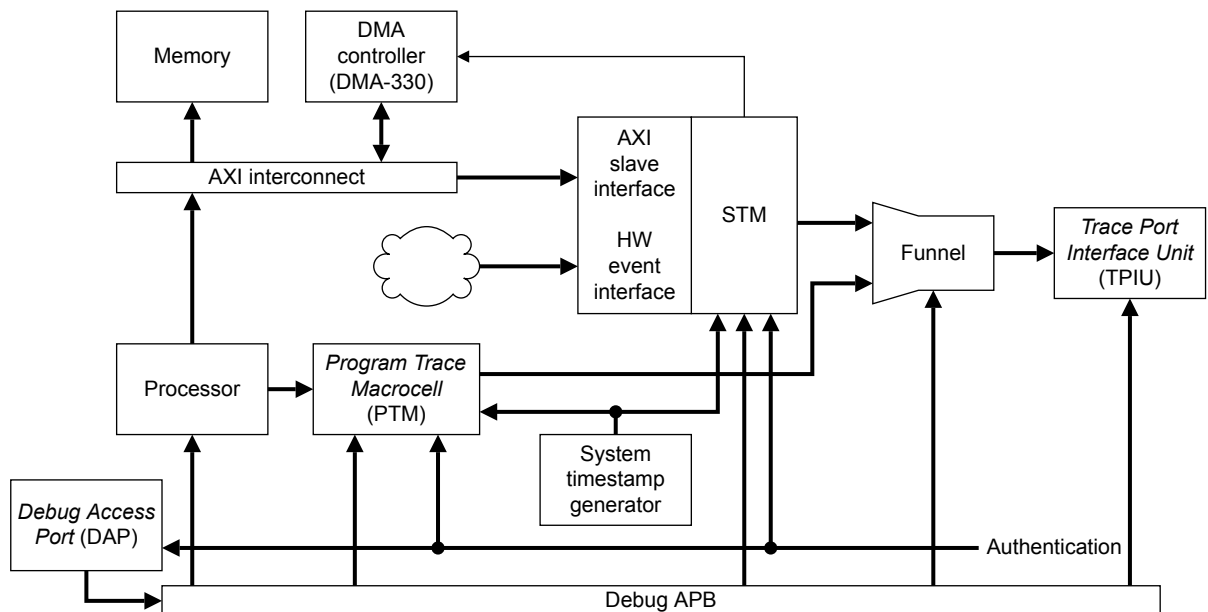 Memory
DMA
controller
(DMA-330)
AXI interconnect
AXI
slave
interface
HW
event
interface
STM
Funnel
Trace Port
Interface Unit
(TPIU)
Processor
Program Trace
Macrocell
(PTM)
System
timestamp
generator
Debug Access
Port (DAP)
Authentication
Debug APB